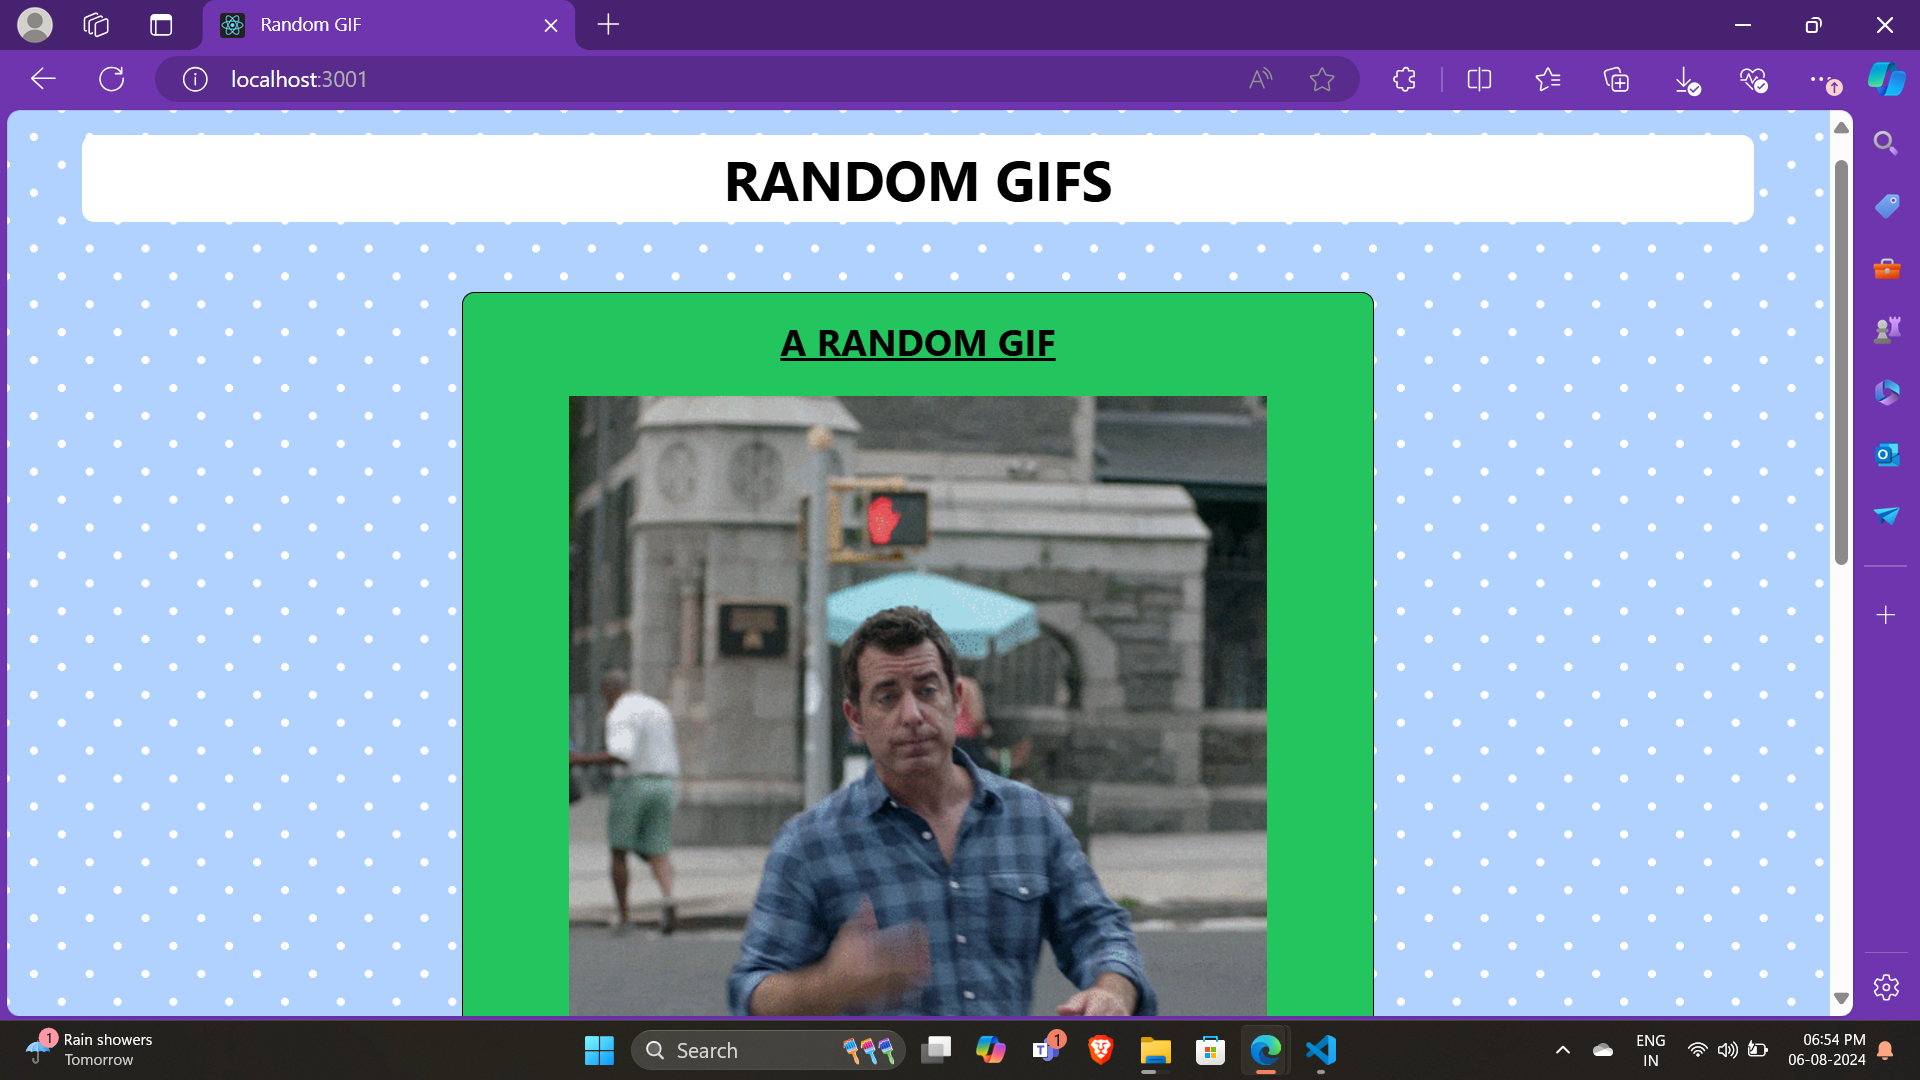 Random GIF
localhost:3001
RANDOM GIFS
A RANDOM GIF
1
Rain showers
Tomorrow
Search
1
ENG
IN
06:54 PM
06-08-2024